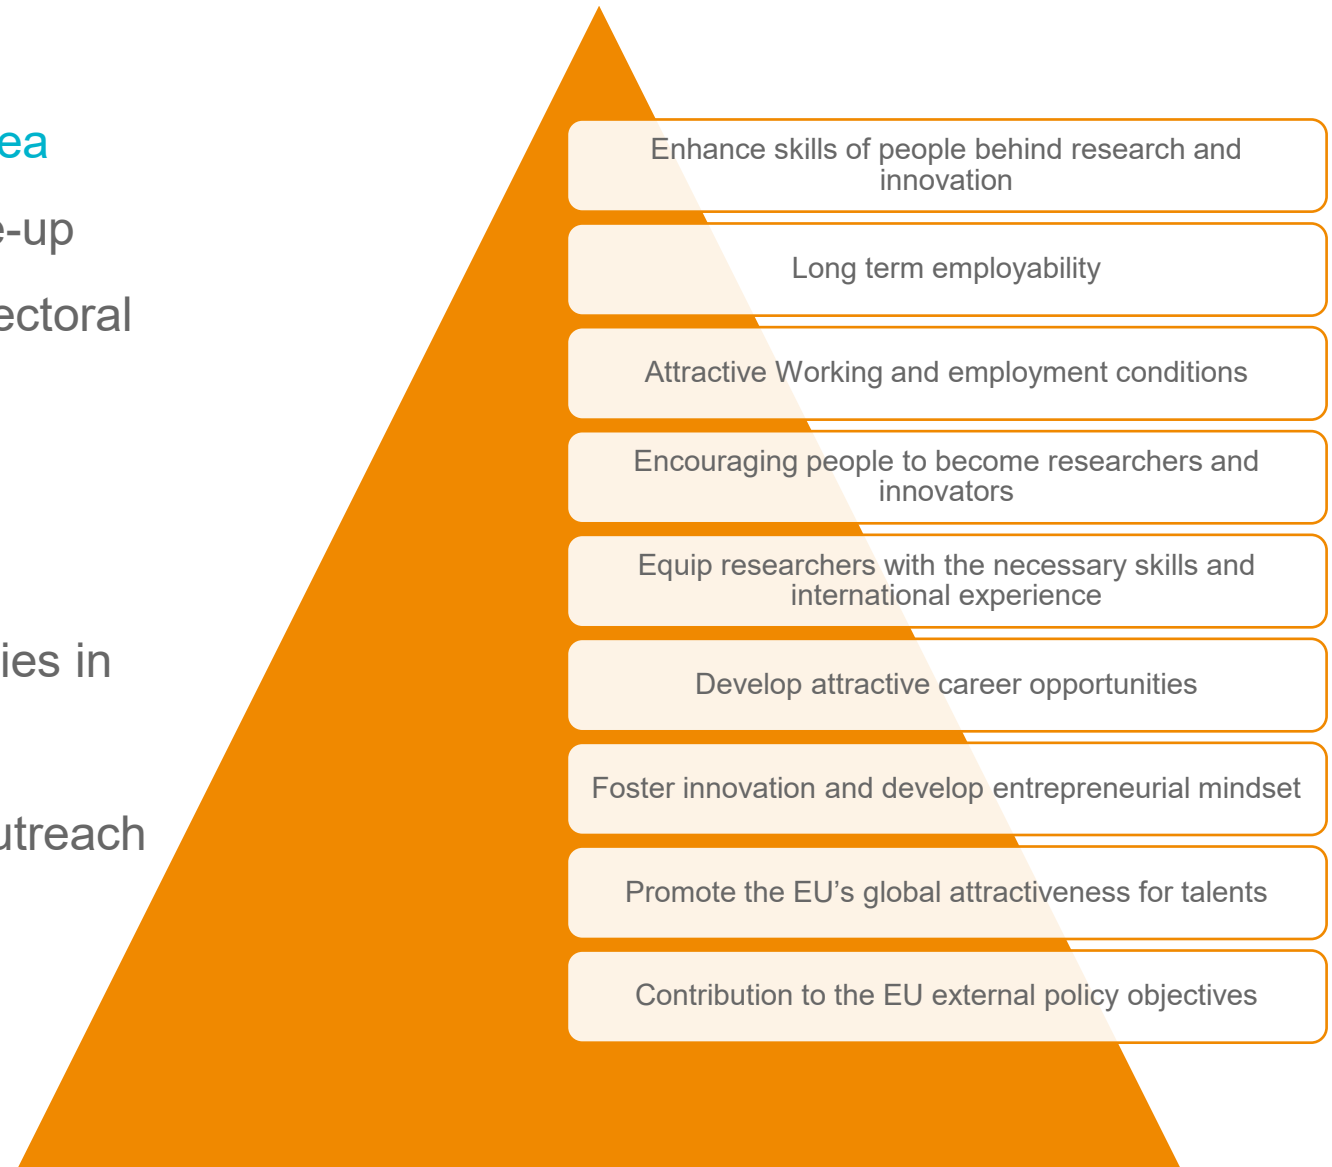 ea
e-up
ectoral
ies in
utreach
Enhance skills of people behind research and
innovation
Long term employability
Attractive Working and employment conditions
Encouraging people to become researchers and
innovators
Equip researchers with the necessary skills and
international experience
Develop attractive career opportunities
Foster innovation and develop entrepreneurial mindset
Promote the EU’s global attractiveness for talents
Contribution to the EU external policy objectives